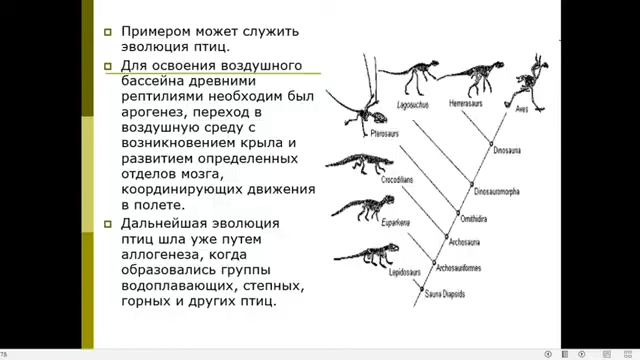 Примером может служить
эволюция птиц.
Для освоения воздушного
бассейна древними
рептилиями необходим был
арогенез, переход в
воздушную среду с
возникновением крыла и
развитием определенных
отделов мозга,
координирующих движения
в полете.
Дальнейшая эволюция
птиц шла уже путем
аллогенеза, когда
образовались группы
водоплавающих, степных,
горных и других птиц.
Lagosuchus
Herrerasaurs
Aves
Pterosaurs
Dinosauria
Crocodilians
Dinosauromorpha
Euparkeria
Ornithidira
Archosauria
Lepidosaurs
Archosauriformes
Sauria Diapsids
78